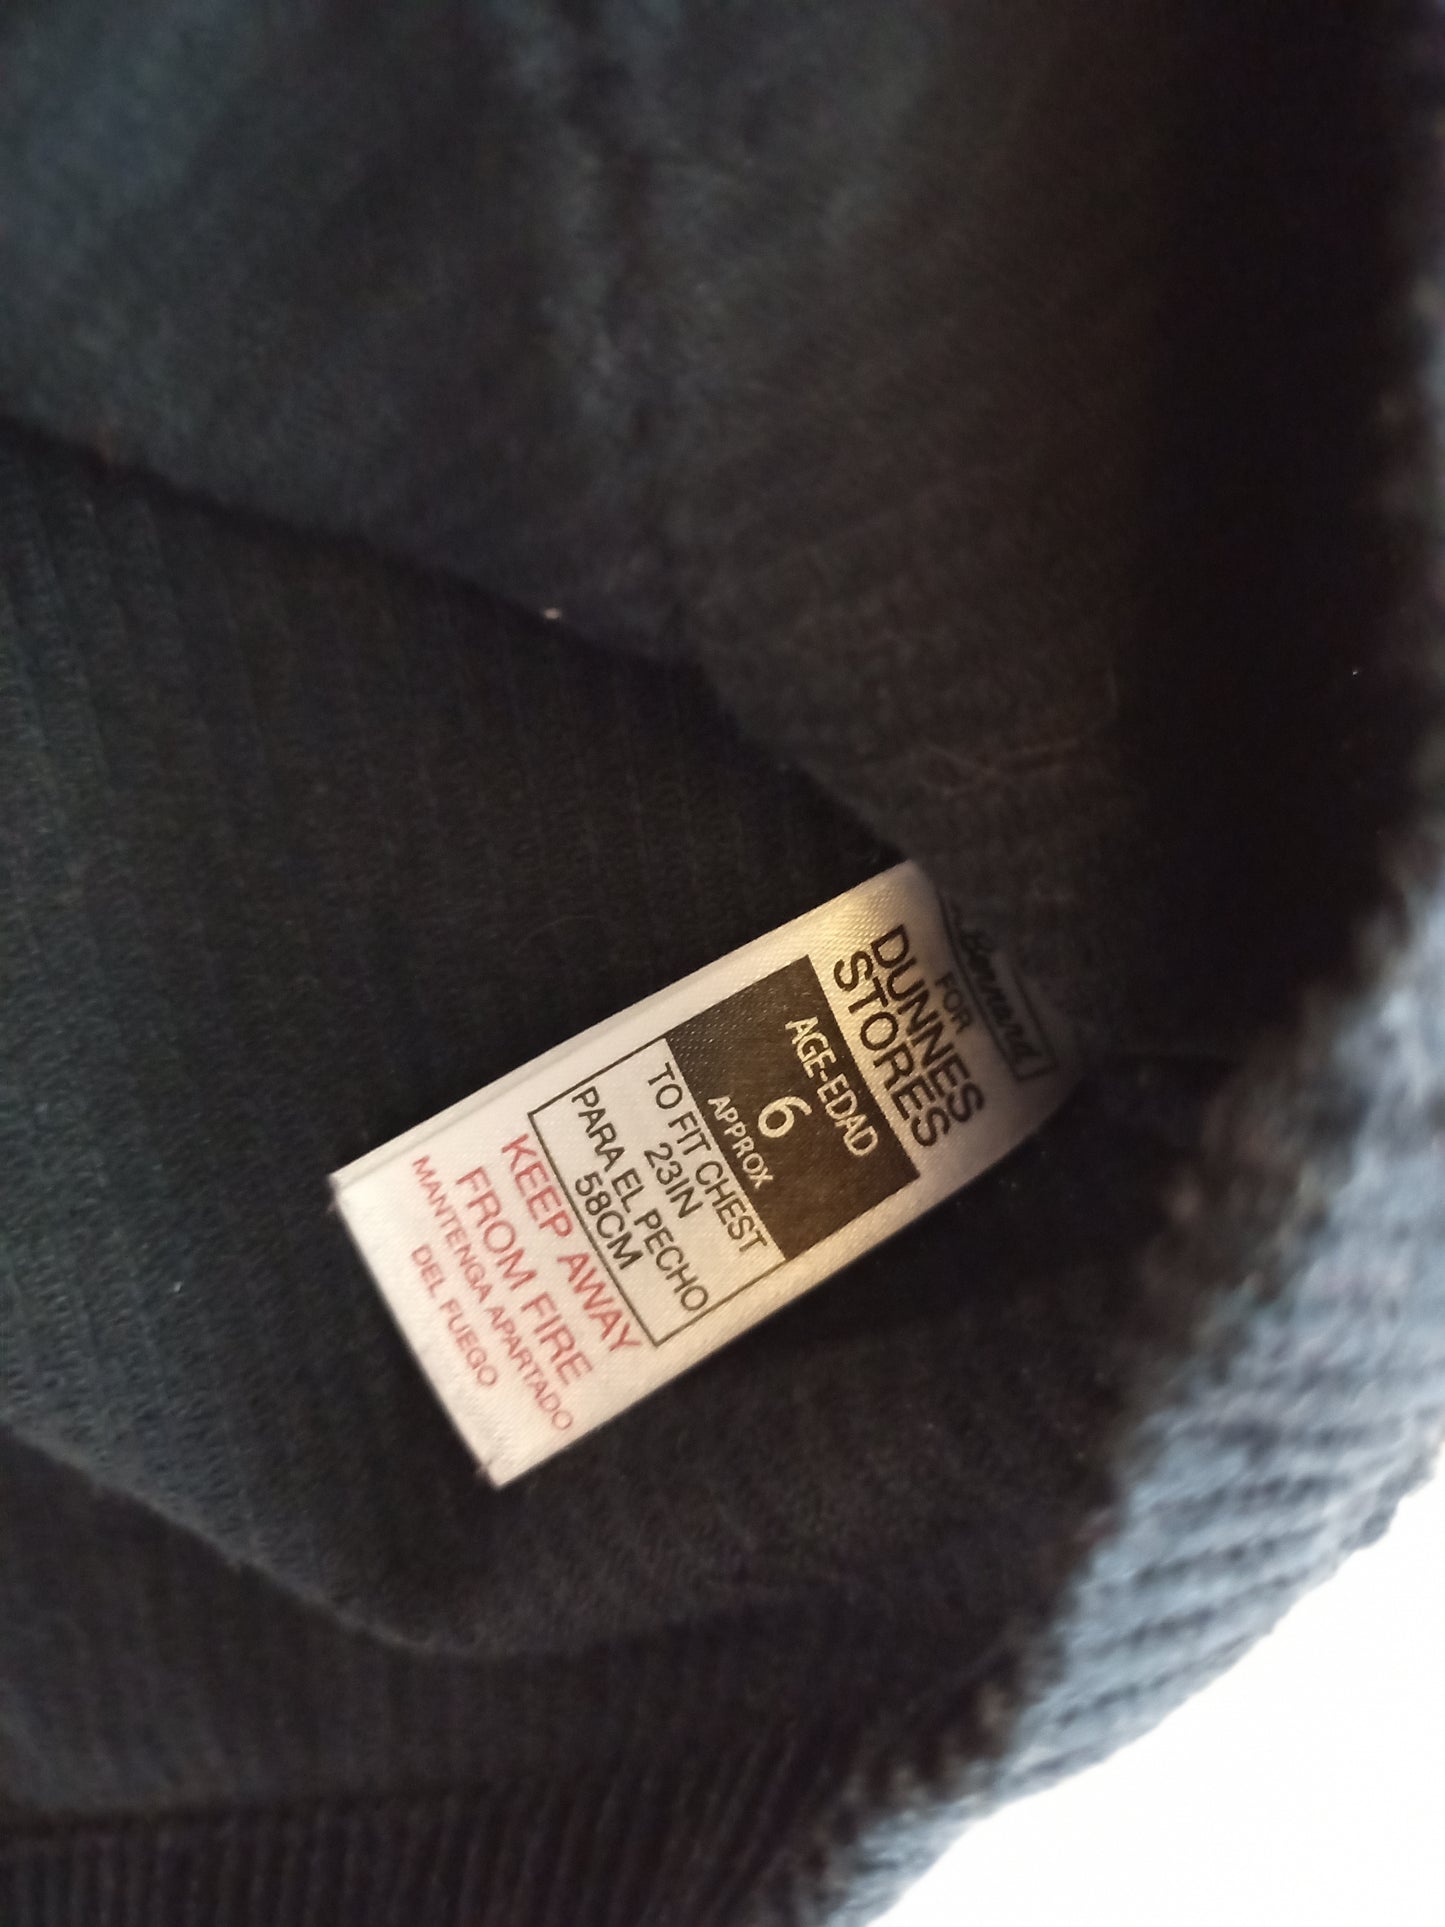 Bernard
FOR
DUNNES
STORES
AGE-EDAD
6
APPROX
TO FIT CHEST
23IN
PARA EL PECHO
58CM
KEEP AWAY
FROM FIRE
MANTENGA APARTADO
DEL FUEGO